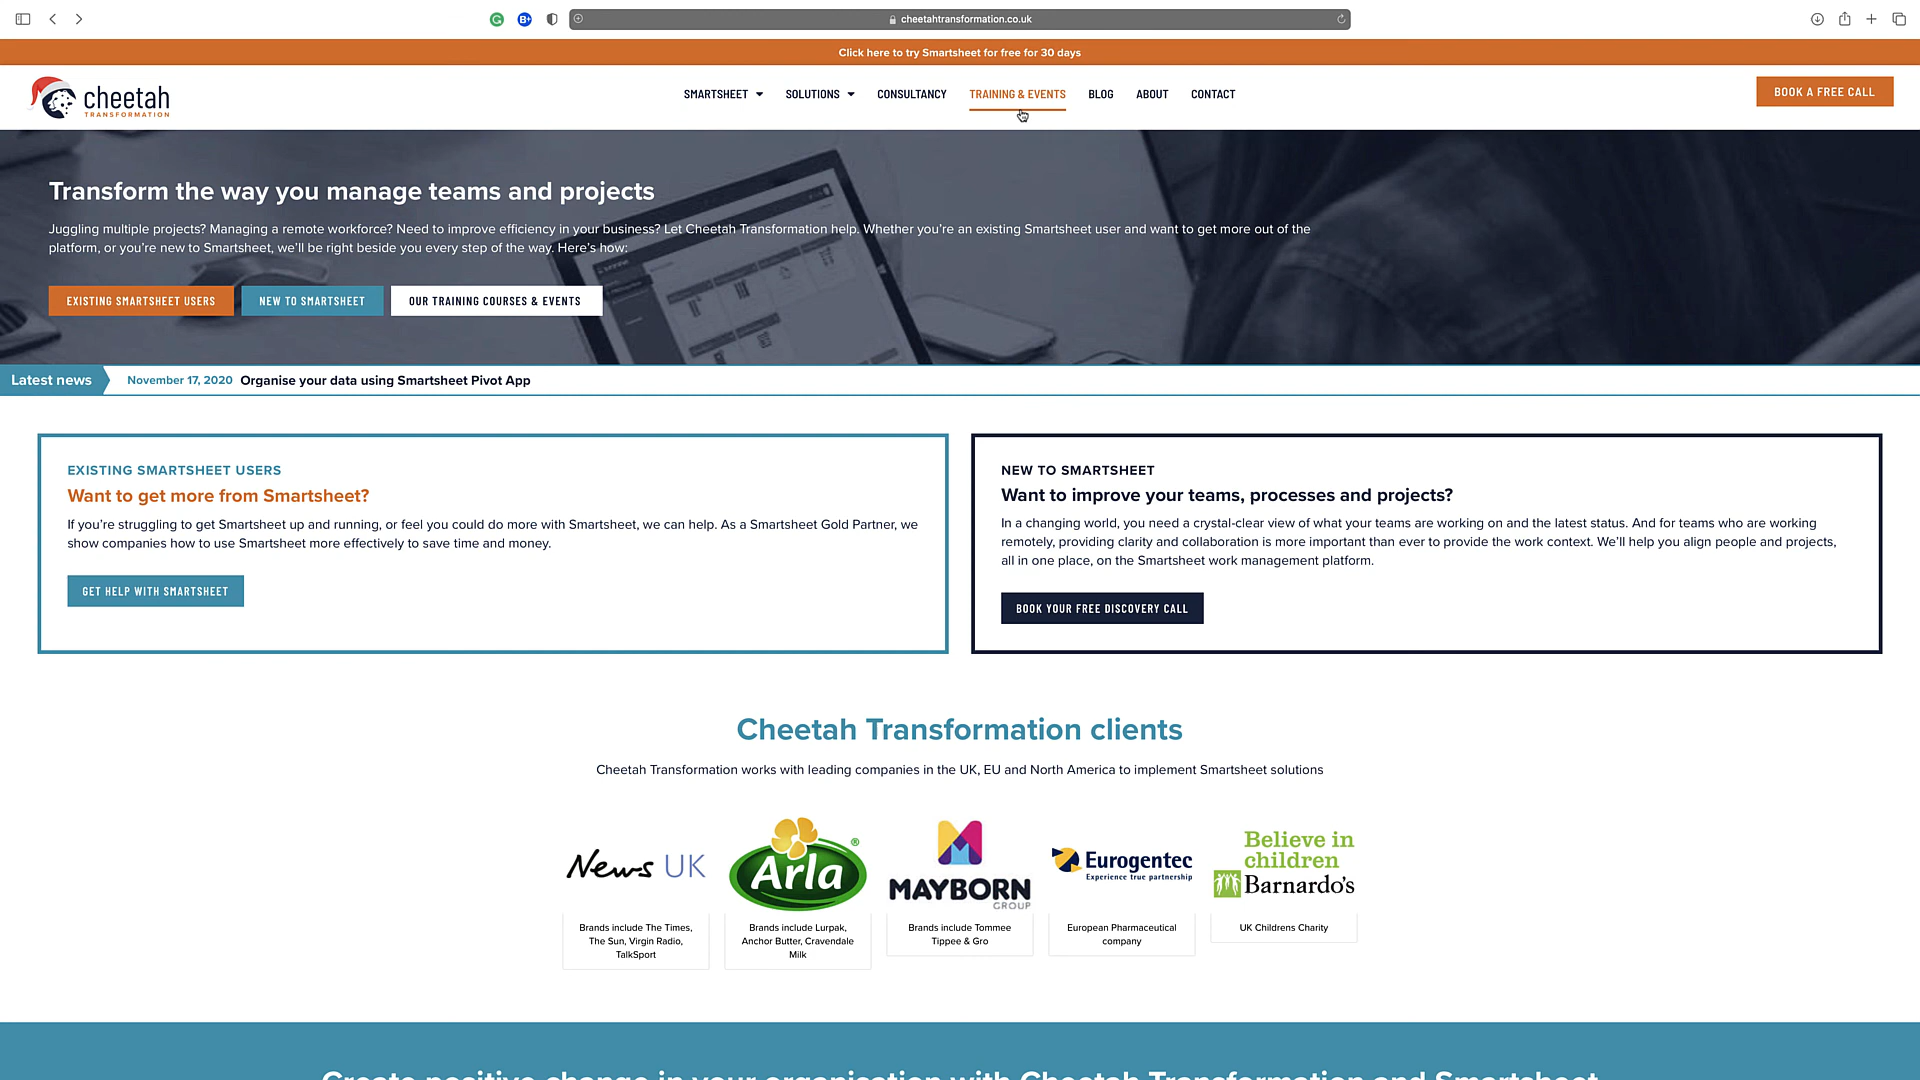 cheetahtransformation.co.uk
Click here to try Smartsheet for free for 30 days
cheetah
TRANSFORMATION
SMARTSHEET
SOLUTIONS
CONSULTANCY
TRAINING & EVENTS
BLOG
ABOUT
CONTACT
BOOK A FREE CALL
Transform the way you manage teams and projects
Juggling multiple projects? Managing a remote workforce? Need to improve efficiency in your business? Let Cheetah Transformation help. Whether you're an existing Smartsheet user and want to get more out of the
platform, or you're new to Smartsheet, we'll be right beside you every step of the way. Here's how:
EXISTING SMARTSHEET USERS
NEW TO SMARTSHEET
OUR TRAINING COURSES & EVENTS
Latest news
November 17, 2020 Organise your data using Smartsheet Pivot App
EXISTING SMARTSHEET USERS
Want to get more from Smartsheet?
If you're struggling to get Smartsheet up and running, or feel you could do more with Smartsheet, we can help. As a Smartsheet Gold Partner, we
show companies how to use Smartsheet more effectively to save time and money.
GET HELP WITH SMARTSHEET
NEW TO SMARTSHEET
Want to improve your teams, processes and projects?
In a changing world, you need a crystal-clear view of what your teams are working on and the latest status. And for teams who are working
remotely, providing clarity and collaboration is more important than ever to provide the work context. We'll help you align people and projects,
all in one place, on the Smartsheet work management platform.
BOOK YOUR FREE DISCOVERY CALL
Cheetah Transformation clients
Cheetah Transformation works with leading companies in the UK, EU and North America to implement Smartsheet solutions
News UK
Brands include The Times,
The Sun, Virgin Radio,
TalkSport
Arla ®
Brands include Lurpak,
Anchor Butter, Cravendale
Milk
MAYBORN
GROUP
Brands include Tommee
Tippee & Gro
Eurogentec
Experience true partnership
European Pharmaceutical
company
Believe in
children
Barnardo's
UK Childrens Charity
Create positive change in your organisation with Cheetah Transformation and Smartsheet